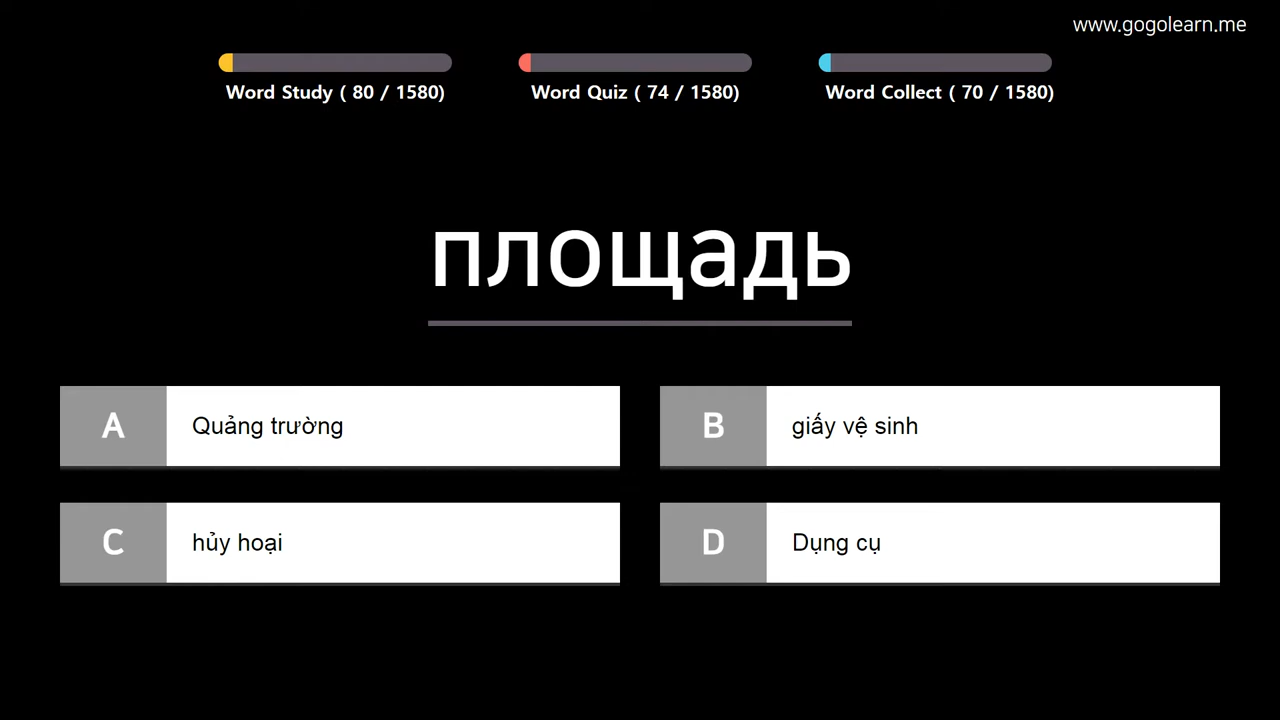 www.gogolearn.me
Word Study ( 80 / 1580)
Word Quiz ( 74 / 1580)
Word Collect ( 70 / 1580)
площадь
A Quảng trường
B giấy vệ sinh
C hủy hoại
D Dụng cụ